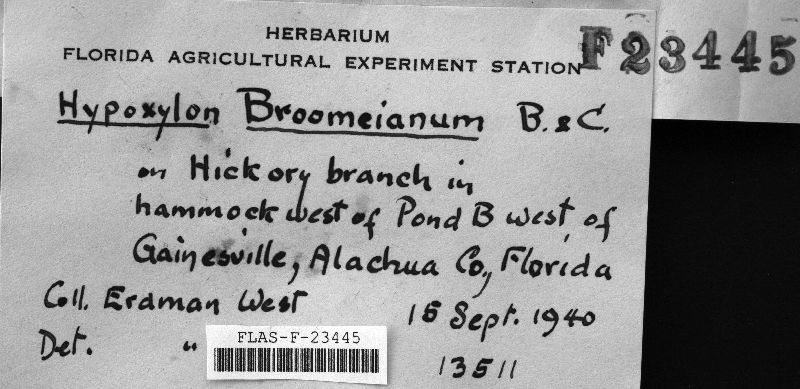 HERBARIUM
FLORIDA AGRICULTURAL EXPERIMENT STATION
F23445
Hypoxylon Broomeianum B. & C.
on Hickory branch in
hammock west of Pond B west of
Gainesville, Alachua Co., Florida
Coll. Erdman West 15 Sept. 1940
Det. "
FLAS-F-23445
13511